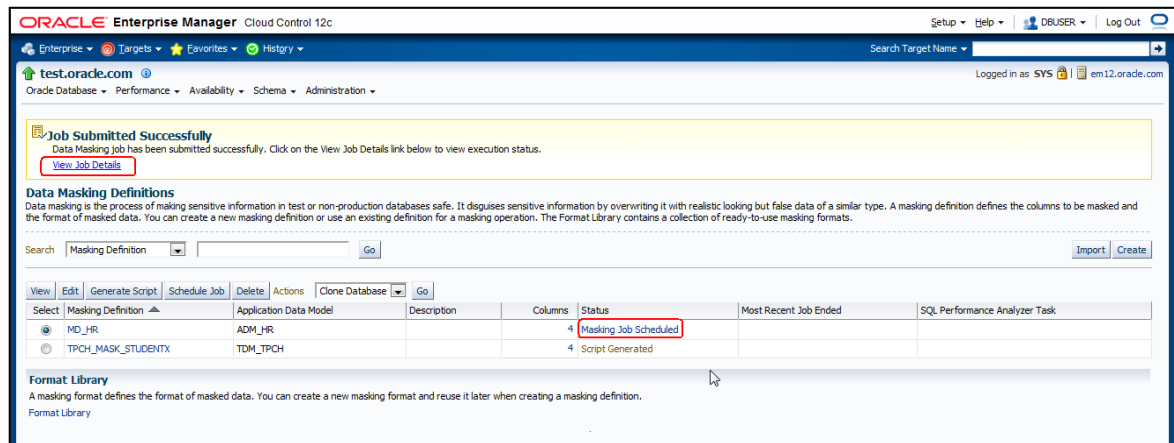 ORACLE Enterprise Manager Cloud Control 12c
Setup Help DBUSER Log Out
Enterprise Targets Favorites History Search Target Name
test.oracle.com
Logged in as SYS em12.oracle.com
Oracle Database Performance Availability Schema Administration
Job Submitted Successfully
Data Masking job has been submitted successfully. Click on the View Job Details link below to view execution status.
View Job Details
Data Masking Definitions
Data masking is the process of making sensitive information in test or non-production databases safe. It disguises sensitive information by overwriting it with realistic looking but false data of a similar type. A masking definition defines the columns to be masked and
the format of masked data. You can create a new masking definition or use an existing definition for a masking operation. The Format Library contains a collection of ready-to-use masking formats.
Search Masking Definition Go Import Create
View Edit Generate Script Schedule Job Delete Actions Clone Database Go
Select Masking Definition Application Data Model Description Columns Status Most Recent Job Ended SQL Performance Analyzer Task
MD_HR ADM_HR 4 Masking Job Scheduled
TPCH_MASK_STUDENTX TDM_TPCH 4 Script Generated
Format Library
A masking format defines the format of masked data. You can create a new masking format and reuse it later when creating a masking definition.
Format Library